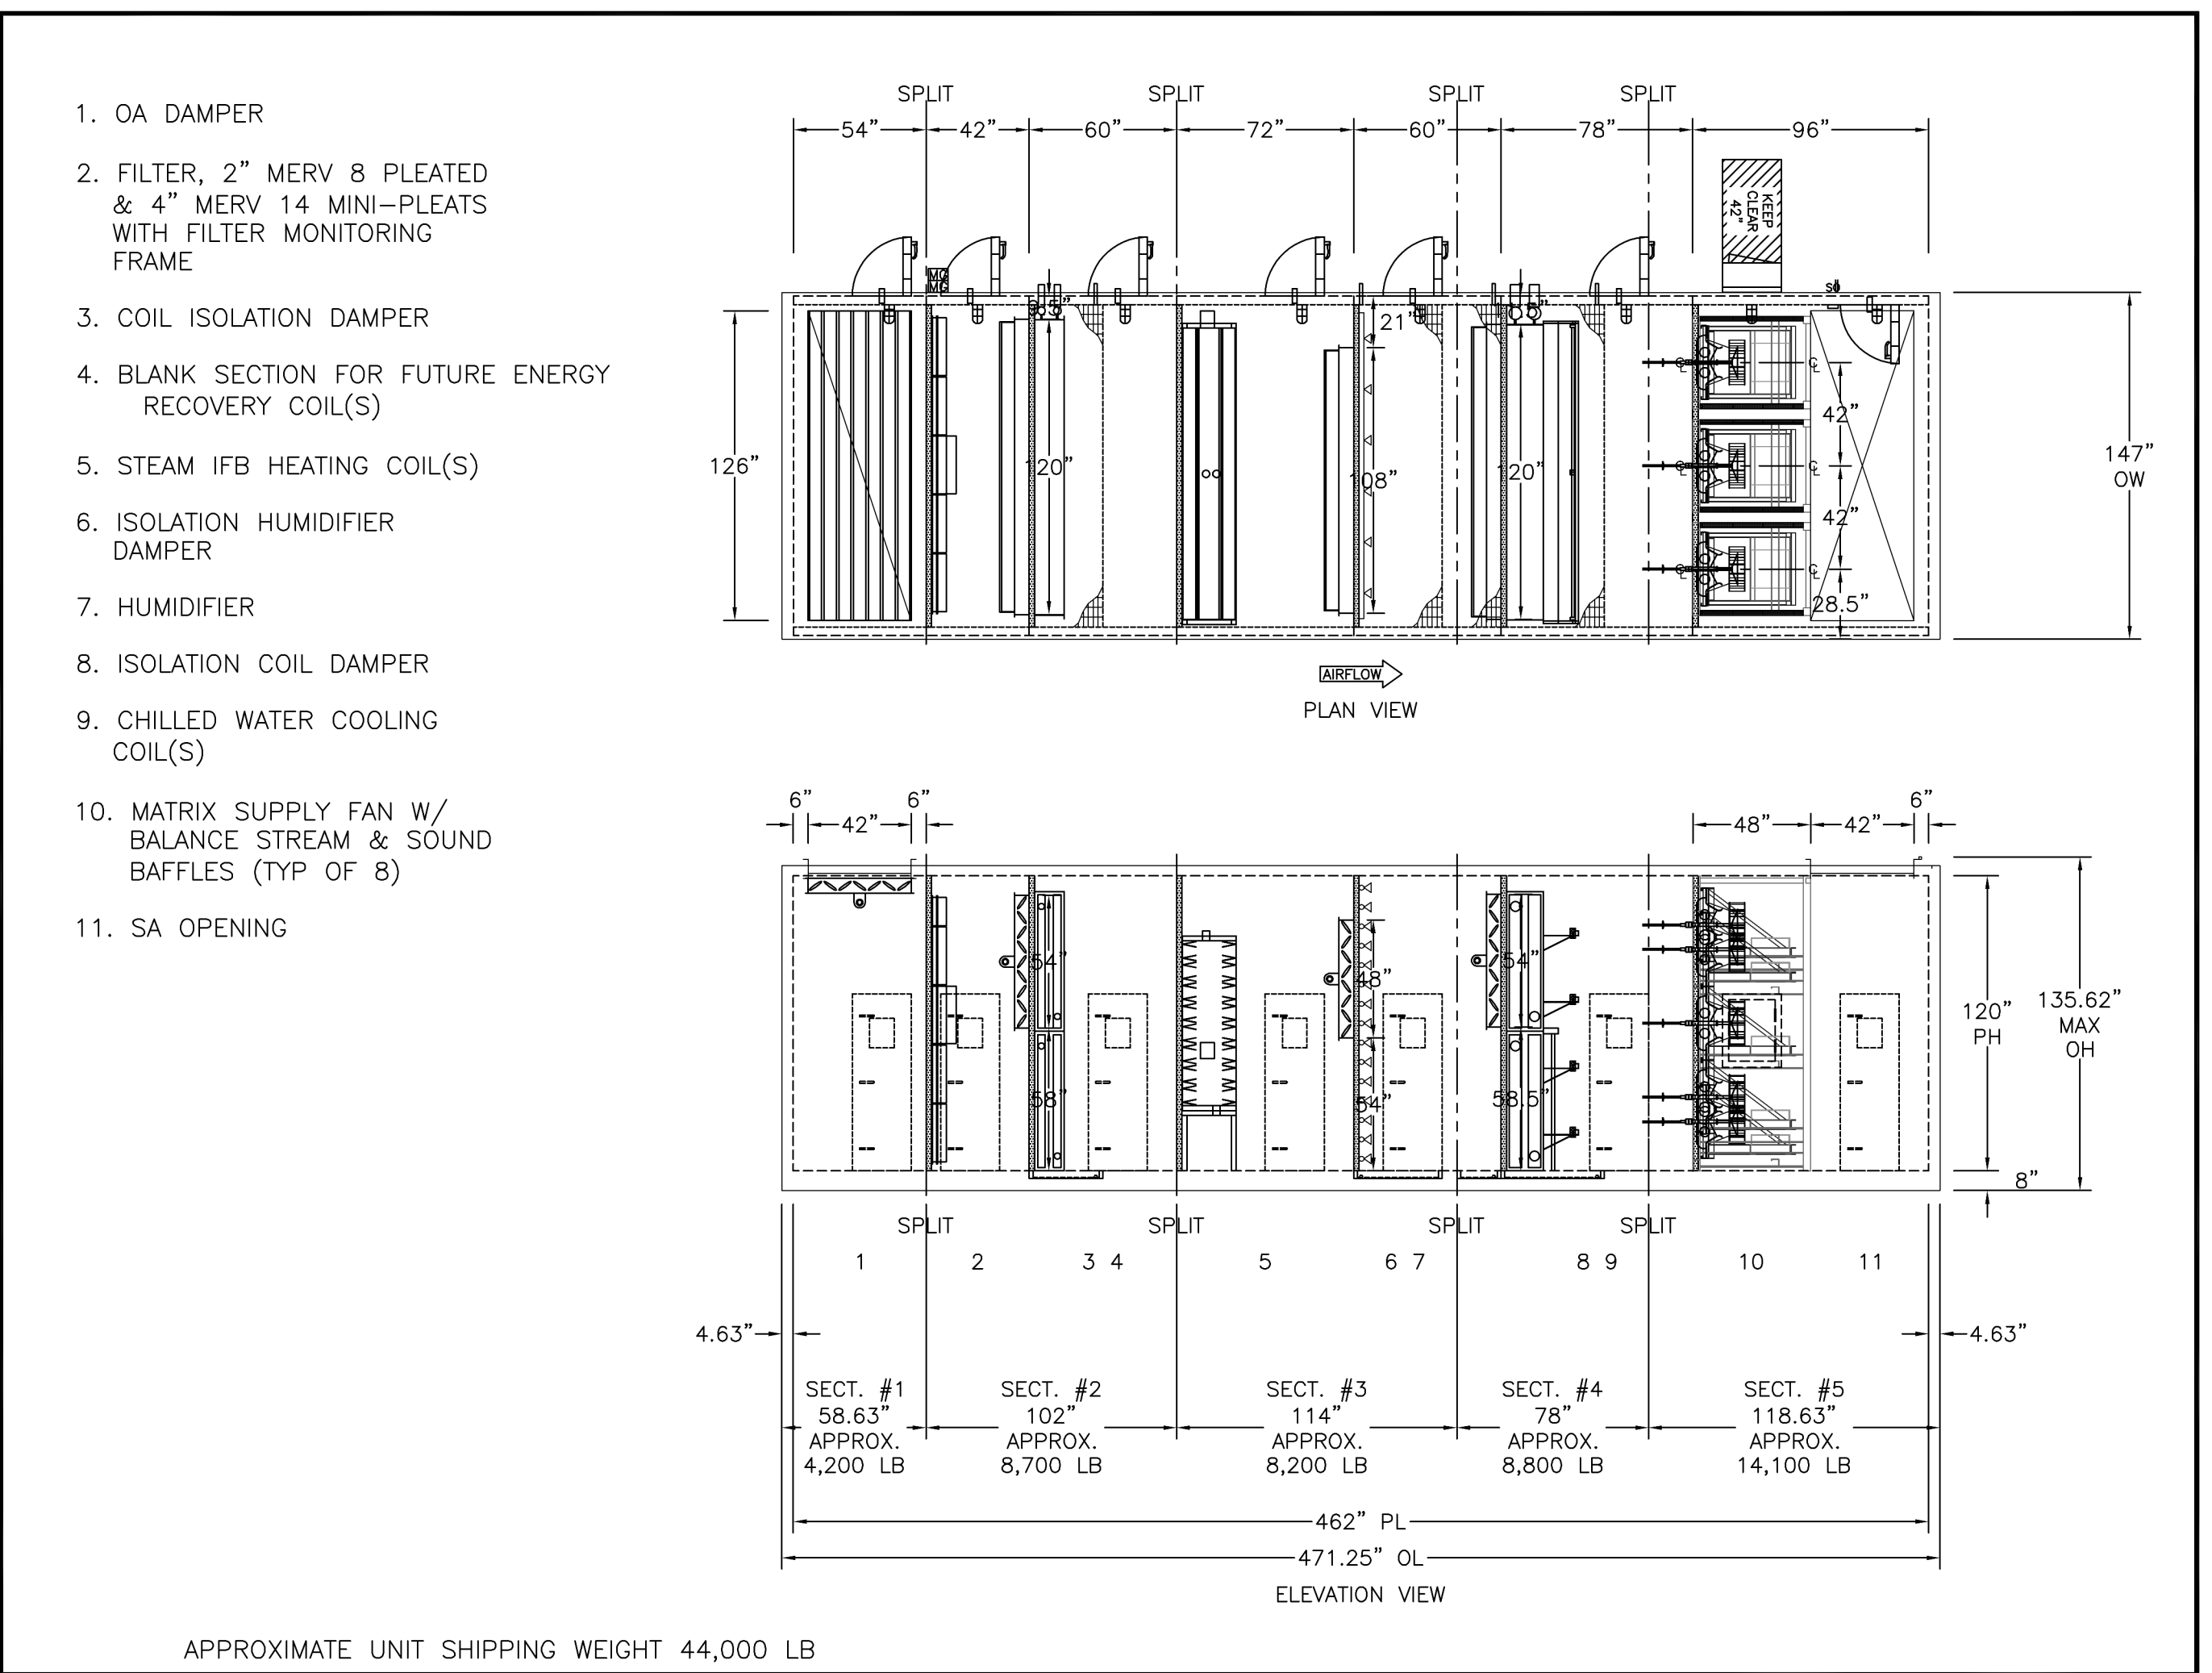 1. OA DAMPER
2. FILTER, 2” MERV 8 PLEATED
& 4” MERV 14 MINI–PLEATS
WITH FILTER MONITORING
FRAME
3. COIL ISOLATION DAMPER
4. BLANK SECTION FOR FUTURE ENERGY
RECOVERY COIL(S)
5. STEAM IFB HEATING COIL(S)
6. ISOLATION HUMIDIFIER
DAMPER
7. HUMIDIFIER
8. ISOLATION COIL DAMPER
9. CHILLED WATER COOLING
COIL(S)
10. MATRIX SUPPLY FAN W/
BALANCE STREAM & SOUND
BAFFLES (TYP OF 8)
11. SA OPENING
SPLIT SPLIT SPLIT SPLIT
54” 42” 60” 72” 60” 78” 96”
KEEP
CLEAR
42”
MG
MG
SØ
21”
126” 120” 108” 120”
42”
42”
28.5”
147”
OW
AIRFLOW
PLAN VIEW
6” 42” 6” 48” 42” 6”
54” 48” 54”
58” 54” 58.5”
120”
PH
135.62”
MAX
OH
8”
SPLIT SPLIT SPLIT SPLIT
1 2 3 4 5 6 7 8 9 10 11
4.63” 4.63”
SECT. #1 SECT. #2 SECT. #3 SECT. #4 SECT. #5
58.63” 102” 114” 78” 118.63”
APPROX. APPROX. APPROX. APPROX. APPROX.
4,200 LB 8,700 LB 8,200 LB 8,800 LB 14,100 LB
462” PL
471.25” OL
ELEVATION VIEW
APPROXIMATE UNIT SHIPPING WEIGHT 44,000 LB